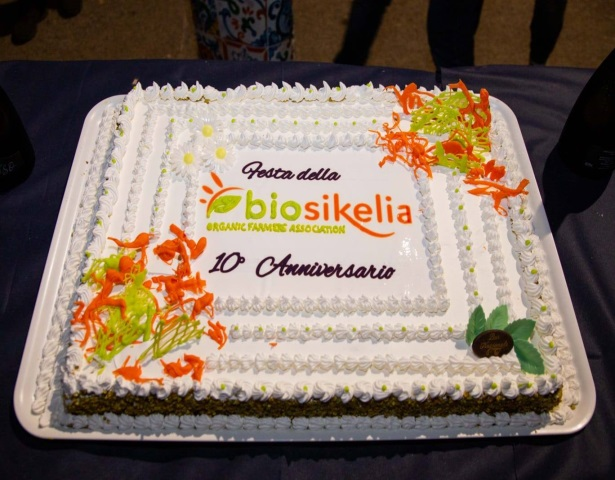 Festa della
biosikelia
ORGANIC FARMERS ASSOCIATION
10° Anniversario